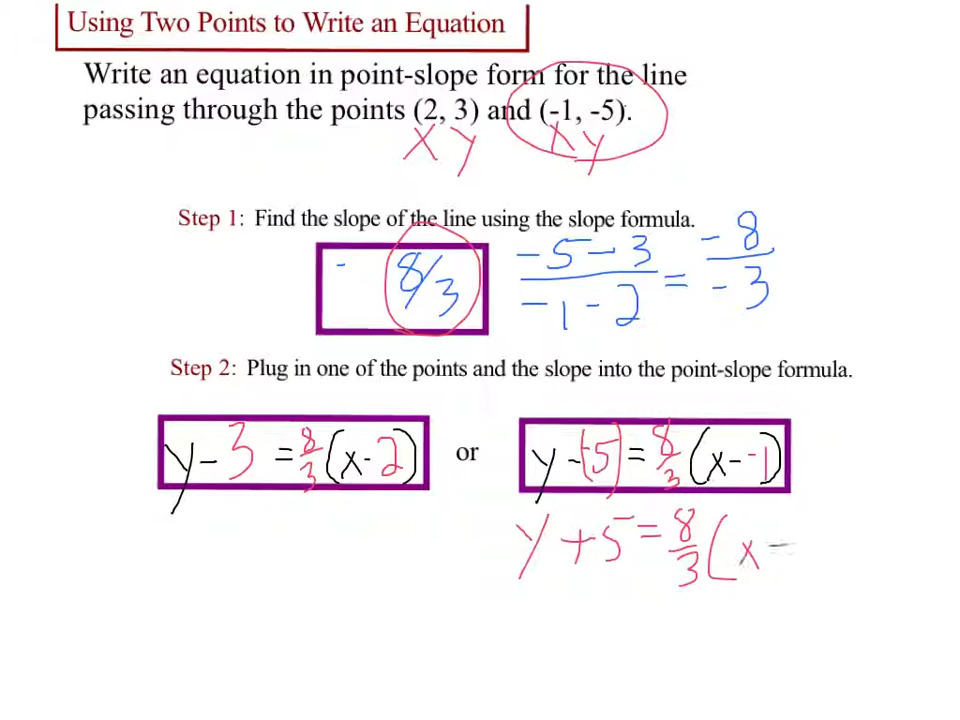 Using Two Points to Write an Equation
Write an equation in point-slope form for the line
passing through the points (2, 3) and (-1, -5).
X y X y
Step 1: Find the slope of the line using the slope formula.
- 8/3 (-5-3)/(-1-2) = -8/-3
Step 2: Plug in one of the points and the slope into the point-slope formula.
y-3 = 8/3 (x-2) or y-(-5) = 8/3 (x--1)
y+5 = 8/3 (x